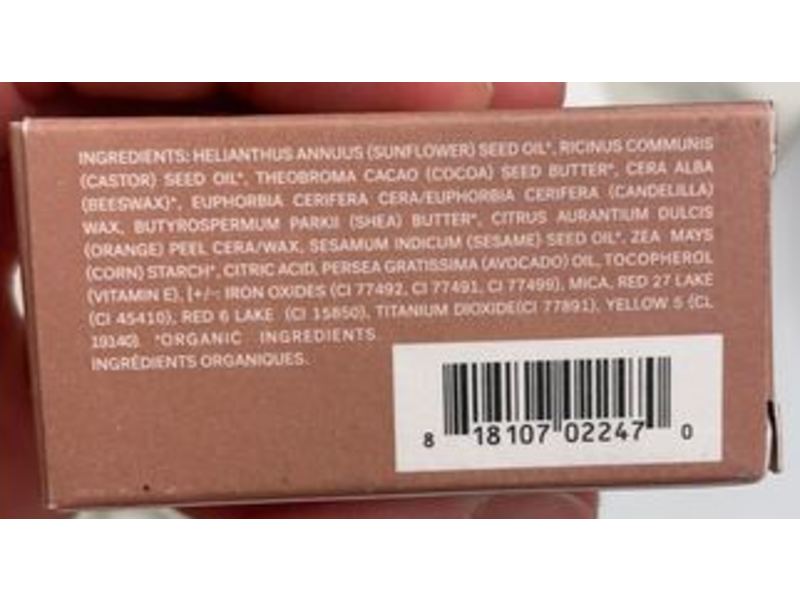 INGREDIENTS: HELIANTHUS ANNUUS (SUNFLOWER) SEED OIL*, RICINUS COMMUNIS
(CASTOR) SEED OIL*, THEOBROMA CACAO (COCOA) SEED BUTTER*, CERA ALBA
(BEESWAX)*, EUPHORBIA CERIFERA CERA/EUPHORBIA CERIFERA (CANDELILLA)
WAX, BUTYROSPERMUM PARKII (SHEA) BUTTER*, CITRUS AURANTIUM DULCIS
(ORANGE) PEEL CERA/WAX, SESAMUM INDICUM (SESAME) SEED OIL*, ZEA MAYS
(CORN) STARCH*, CITRIC ACID, PERSEA GRATISSIMA (AVOCADO) OIL, TOCOPHEROL
(VITAMIN E), [+/-: IRON OXIDES (CI 77492, CI 77491, CI 77499), MICA, RED 27 LAKE
(CI 45410), RED 6 LAKE (CI 15850), TITANIUM DIOXIDE(CI 77891), YELLOW 5 (CL
19140). *ORGANIC INGREDIENTS
INGRÉDIENTS ORGANIQUES.
8 18107 02247 0